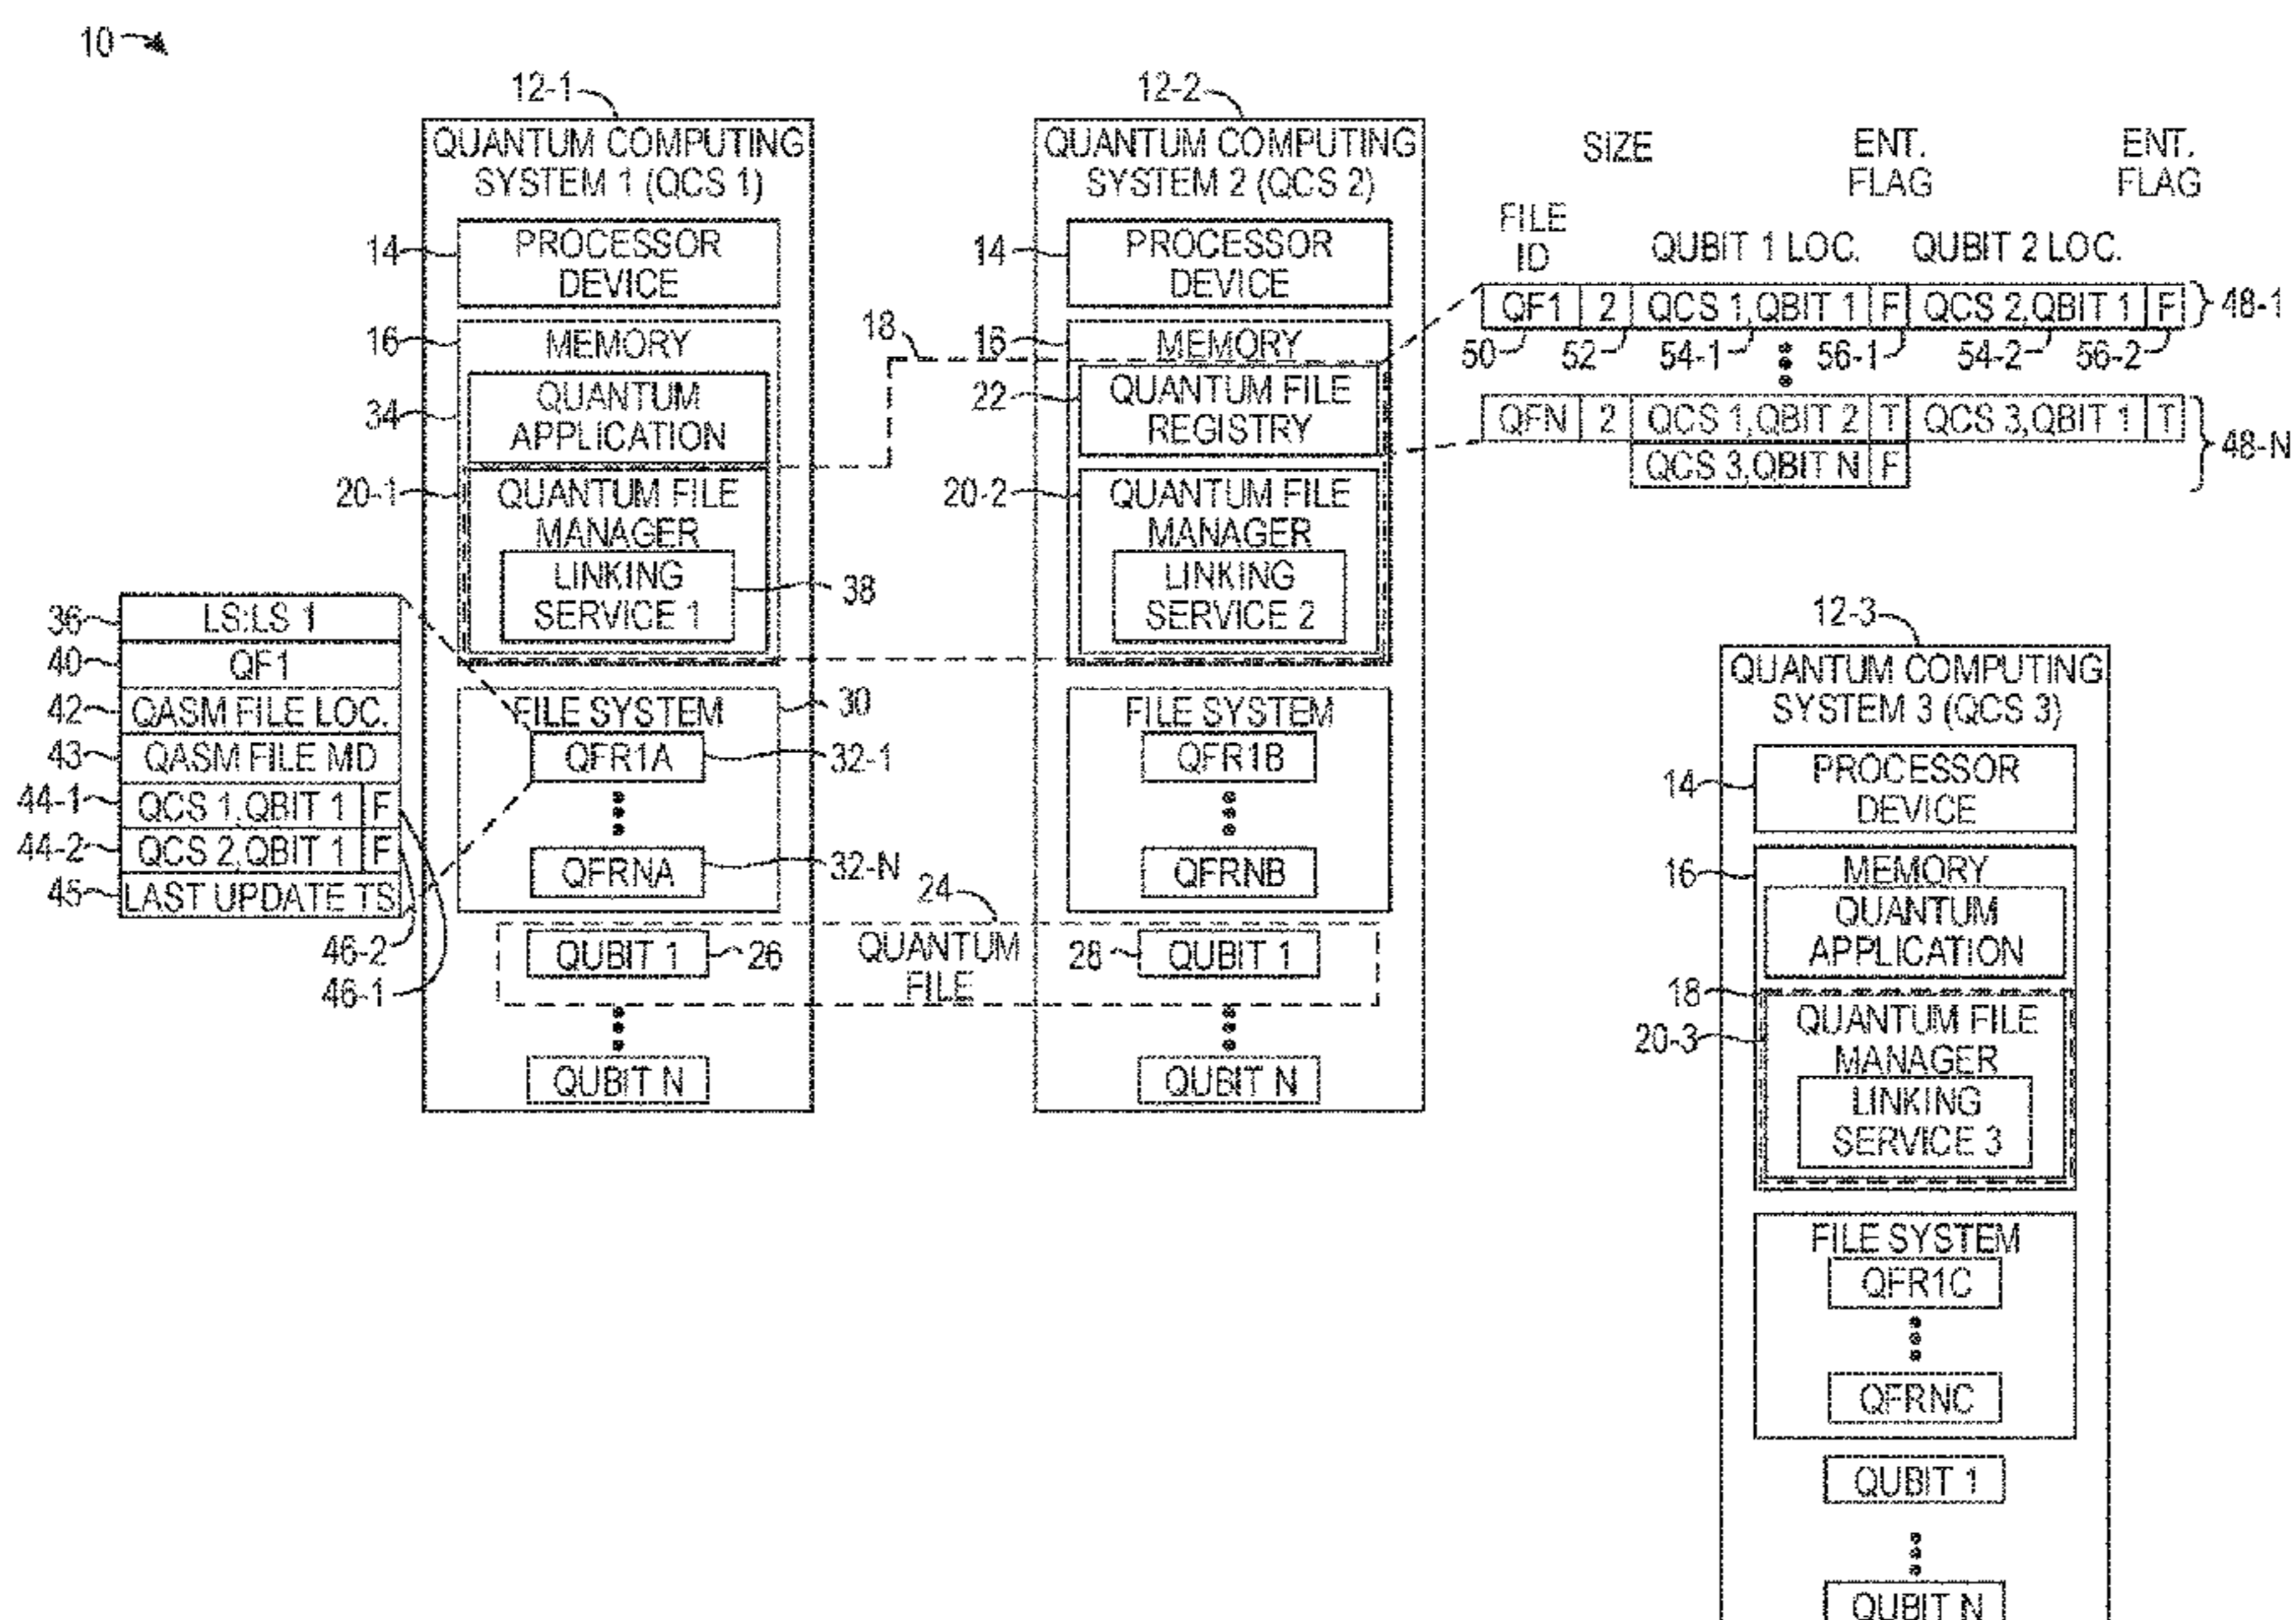 10
12-1
QUANTUM COMPUTING
SYSTEM 1 (QCS 1)
14
PROCESSOR
DEVICE
16
MEMORY
34
QUANTUM
APPLICATION
20-1
QUANTUM FILE
MANAGER
LINKING
SERVICE 1
38
18
FILE SYSTEM
30
QFR1A
32-1
QFRNA
32-N
QUBIT 1
26
QUBIT N
36
LS:LS 1
40
QF1
42
QASM FILE LOC.
43
QASM FILE MD
44-1
QCS 1,QBIT 1 F
44-2
QCS 2,QBIT 1 F
45
LAST UPDATE TS
46-2
46-1
24
QUANTUM
FILE
12-2
QUANTUM COMPUTING
SYSTEM 2 (QCS 2)
14
PROCESSOR
DEVICE
16
MEMORY
22
QUANTUM FILE
REGISTRY
20-2
QUANTUM FILE
MANAGER
LINKING
SERVICE 2
FILE SYSTEM
QFR1B
QFRNB
28
QUBIT 1
QUBIT N
SIZE
ENT.
FLAG
ENT.
FLAG
FILE
ID
QUBIT 1 LOC.
QUBIT 2 LOC.
QF1 2 QCS 1,QBIT 1 F QCS 2,QBIT 1 F
48-1
50 52 54-1 56-1 54-2 56-2
QFN 2 QCS 1,QBIT 2 T QCS 3,QBIT 1 T
QCS 3,QBIT N F
48-N
12-3
QUANTUM COMPUTING
SYSTEM 3 (QCS 3)
14
PROCESSOR
DEVICE
16
MEMORY
QUANTUM
APPLICATION
18
20-3
QUANTUM FILE
MANAGER
LINKING
SERVICE 3
FILE SYSTEM
QFR1C
QFRNC
QUBIT 1
QUBIT N